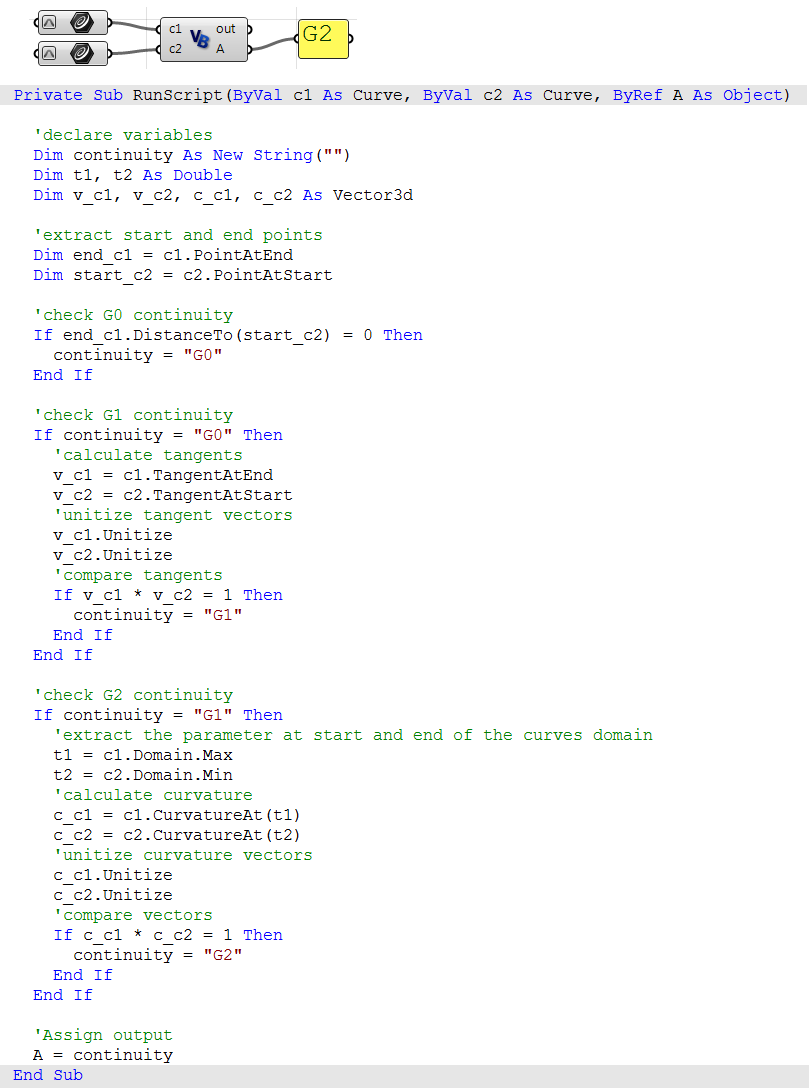 c1 out
c2 A
VB
G2
Private Sub RunScript(ByVal c1 As Curve, ByVal c2 As Curve, ByRef A As Object)
'declare variables
Dim continuity As New String("")
Dim t1, t2 As Double
Dim v_c1, v_c2, c_c1, c_c2 As Vector3d
'extract start and end points
Dim end_c1 = c1.PointAtEnd
Dim start_c2 = c2.PointAtStart
'check G0 continuity
If end_c1.DistanceTo(start_c2) = 0 Then
continuity = "G0"
End If
'check G1 continuity
If continuity = "G0" Then
'calculate tangents
v_c1 = c1.TangentAtEnd
v_c2 = c2.TangentAtStart
'unitize tangent vectors
v_c1.Unitize
v_c2.Unitize
'compare tangents
If v_c1 * v_c2 = 1 Then
continuity = "G1"
End If
End If
'check G2 continuity
If continuity = "G1" Then
'extract the parameter at start and end of the curves domain
t1 = c1.Domain.Max
t2 = c2.Domain.Min
'calculate curvature
c_c1 = c1.CurvatureAt(t1)
c_c2 = c2.CurvatureAt(t2)
'unitize curvature vectors
c_c1.Unitize
c_c2.Unitize
'compare vectors
If c_c1 * c_c2 = 1 Then
continuity = "G2"
End If
End If
'Assign output
A = continuity
End Sub